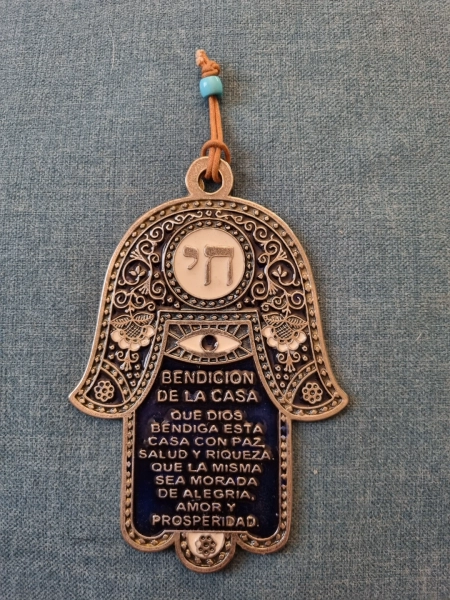 חי
BENDICION
DE LA CASA
QUE DIOS
BENDIGA ESTA
CASA CON PAZ,
SALUD Y RIQUEZA.
QUE LA MISMA
SEA MORADA
DE ALEGRIA,
AMOR Y
PROSPERIDAD.